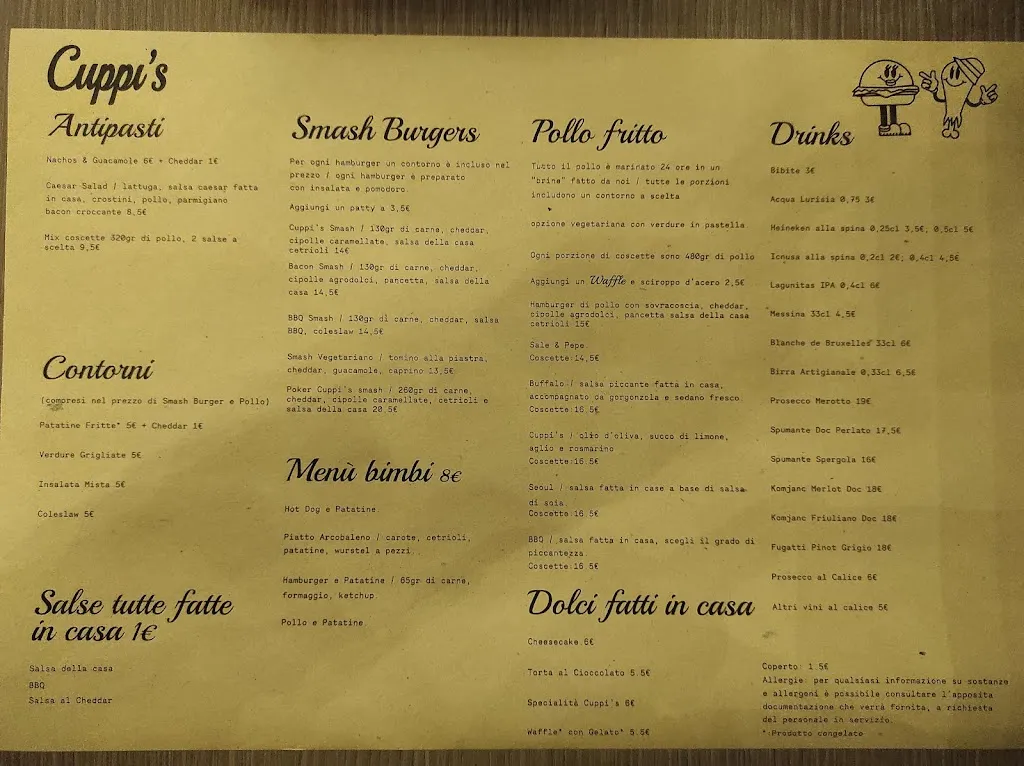 Cuppi's
Antipasti
Nachos & Guacamole 6€ + Cheddar 1€
Caesar Salad / lattuga, salsa caesar fatta
in casa, crostini, pollo, parmigiano
bacon croccante 8,5€
Mix coscette 320gr di pollo, 2 salse a
scelta 9,5€
Contorni
(compresi nel prezzo di Smash Burger e Pollo)
Patatine Fritte* 5€ + Cheddar 1€
Verdure Grigliate 5€
Insalata Mista 5€
Coleslaw 5€
Salse tutte fatte
in casa 1€
Salsa della casa
BBQ
Salsa al Cheddar
Smash Burgers
Per ogni hamburger un contorno è incluso nel
prezzo / ogni hamburger è preparato
con insalata e pomodoro.
Aggiungi un patty a 3,5€
Cuppi's Smash / 130gr di carne, cheddar,
cipolle caramellate, salsa della casa
cetrioli 14€
Bacon Smash / 130gr di carne, cheddar,
cipolle agrodolci, pancetta, salsa della
casa 14,5€
BBQ Smash / 130gr di carne, cheddar, salsa
BBQ, coleslaw 14,5€
Smash Vegetariano / tomino alla piastra,
cheddar, guacamole, caprino 13,5€
Poker Cuppi's smash / 260gr di carne,
cheddar, cipolle caramellate, cetrioli e
salsa della casa 20.5€
Menù bimbi 8€
Hot Dog e Patatine.
Piatto Arcobaleno / carote, cetrioli,
patatine, wurstel a pezzi.
Hamburger e Patatine / 65gr di carne,
formaggio, ketchup.
Pollo e Patatine.
Pollo fritto
Tutto il pollo è marinato 24 ore in un
"brine" fatto da noi / tutte le porzioni
includono un contorno a scelta
opzione vegetariana con verdure in pastella
Ogni porzione di coscette sono 480gr di pollo
Aggiungi un Waffle e sciroppo d'acero 2,5€
Hamburger di pollo con sovracoscia, cheddar,
cipolle agrodolci, pancetta salsa della casa
cetrioli 15€
Sale & Pepe.
Coscette:14,5€
Buffalo / salsa piccante fatta in casa,
accompagnato da gorgonzola e sedano fresco.
Coscette:16.5€
Cuppi's / olio d'oliva, succo di limone,
aglio e rosmarino
Coscette:16.5€
Seoul / salsa fatta in case a base di salsa
di soia.
Coscette:16.5€
BBQ / salsa fatta in casa, scegli il grado di
piccantezza.
Coscette:16.5€
Dolci fatti in casa
Cheesecake 6€
Torta al Cioccolato 5.5€
Specialità Cuppi's 6€
Waffle* con Gelato* 5.5€
Drinks
Bibite 3€
Acqua Lurisia 0,75 3€
Heineken alla spina 0,25cl 3,5€; 0,5cl 5€
Icnusa alla spina 0,2cl 2€; 0,4cl 4,5€
Lagunitas IPA 0,4cl 6€
Messina 33cl 4,5€
Blanche de Bruxelles 33cl 6€
Birra Artigianale 0,33cl 6,5€
Prosecco Merotto 19€
Spumante Doc Perlato 17,5€
Spumante Spergola 16€
Komjanc Merlot Doc 18€
Komjanc Friuliano Doc 18€
Fugatti Pinot Grigio 18€
Prosecco al Calice 6€
Altri vini al calice 5€
Coperto: 1.5€
Allergie: per qualsiasi informazione su sostanze
e allergeni è possibile consultare l'apposita
documentazione che verrà fornita, a richiesta
del personale in servizio.
* Prodotto congelato